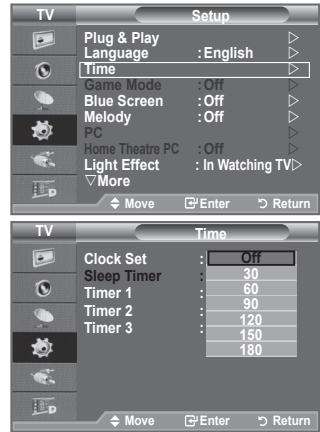 TV Setup
Plug & Play ▷
Language : English ▷
Time ▷
Game Mode : Off ▷
Blue Screen : Off ▷
Melody : Off ▷
PC ▷
Home Theatre PC : Off ▷
Light Effect : In Watching TV ▷
▽More
Move Enter Return
TV Time
Clock Set :
Sleep Timer :
Timer 1 :
Timer 2 :
Timer 3 :
Off
30
60
90
120
150
180
Move Enter Return